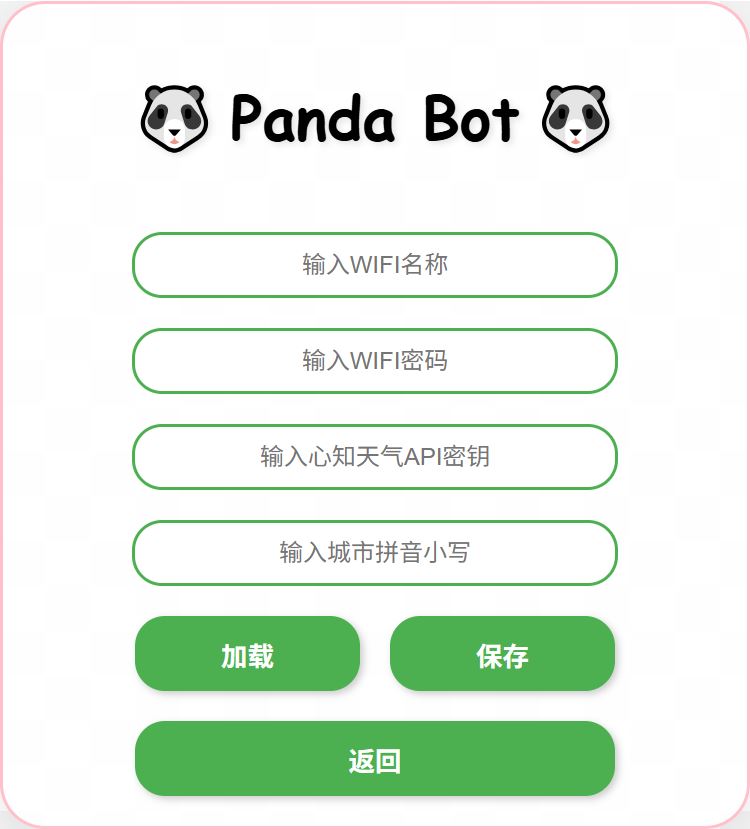 Panda Bot
输入WIFI名称
输入WIFI密码
输入心知天气API密钥
输入城市拼音小写
加载 保存
返回